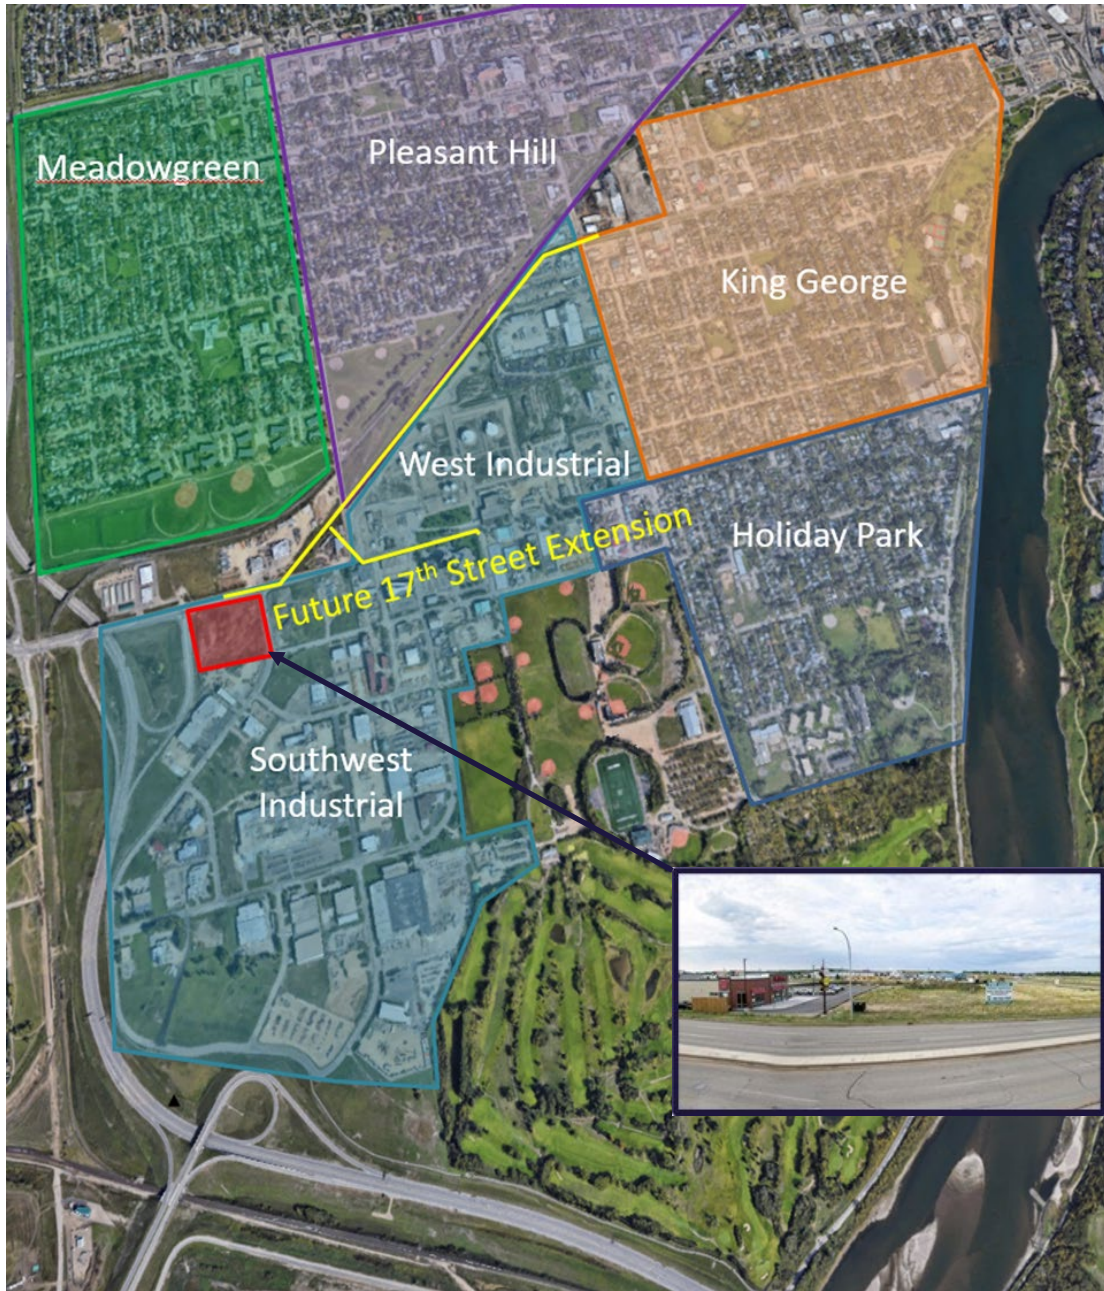 Meadowgreen
Pleasant Hill
King George
West Industrial
Holiday Park
Future 17th Street Extension
Southwest
Industrial